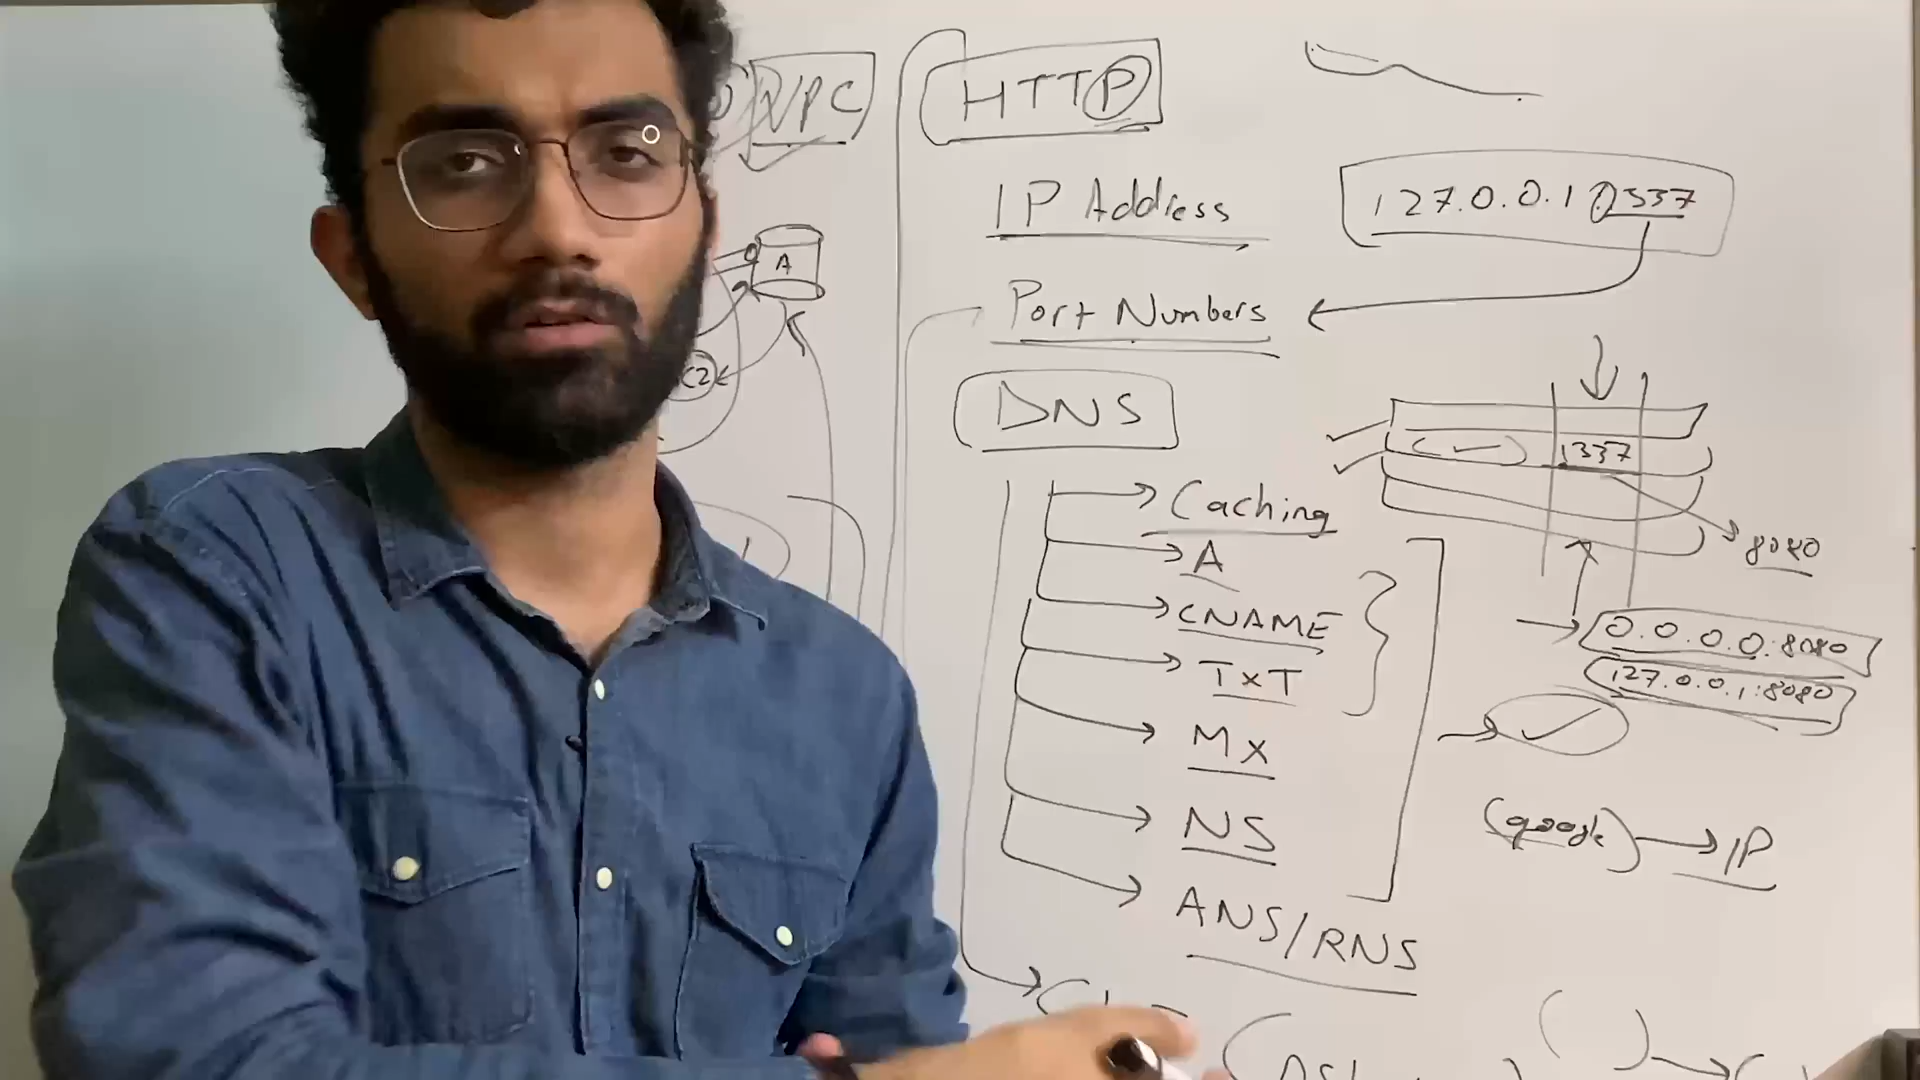 VPC
A
HTTP
IP Address
127.0.0.1:1337
Port Numbers
DNS
1337
8080
Caching
A
CNAME
TXT
MX
NS
ANS/RNS
0.0.0.0:8080
127.0.0.1:8080
(google) IP